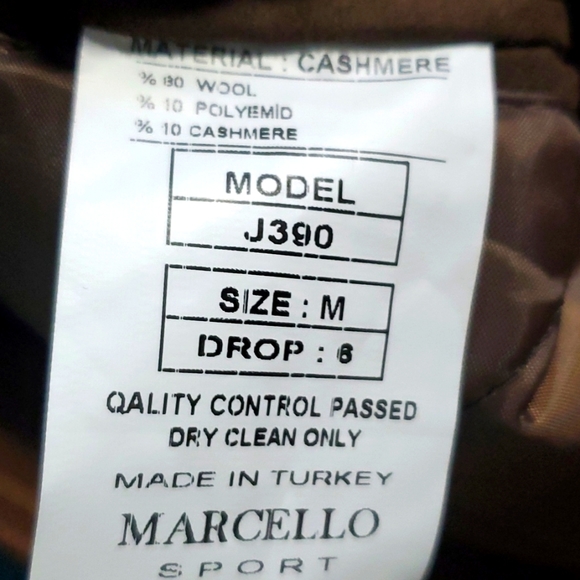 MATERIAL : CASHMERE
% 80 WOOL
% 10 POLYEMİD
% 10 CASHMERE
MODEL
J390
SIZE : M
DROP : 6
QALITY CONTROL PASSED
DRY CLEAN ONLY
MADE IN TURKEY
MARCELLO
SPORT